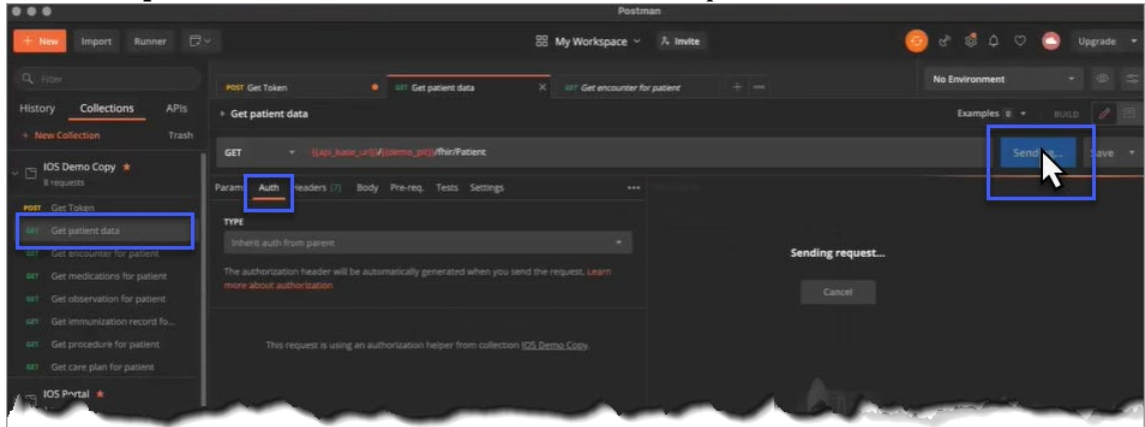 Postman
+ New Import Runner My Workspace Invite Upgrade
Filter
History Collections APIs
+ New Collection Trash
IOS Demo Copy
8 requests
POST Get Token
GET Get patient data
GET Get encounter for patient
GET Get medications for patient
GET Get observation for patient
GET Get immunization record fo...
GET Get procedure for patient
GET Get care plan for patient
IOS Portal
POST Get Token GET Get patient data GET Get encounter for patient No Environment
Get patient data Examples 0 BUILD
GET {{api_base_url}}/{{demo_plt}}/fhir/Patient Save
Param Auth Headers (7) Body Pre-req. Tests Settings
TYPE
Inherit auth from parent
The authorization header will be automatically generated when you send the request. Learn
more about authorization
This request is using an authorization helper from collection IOS Demo Copy.
Sending request...
Cancel